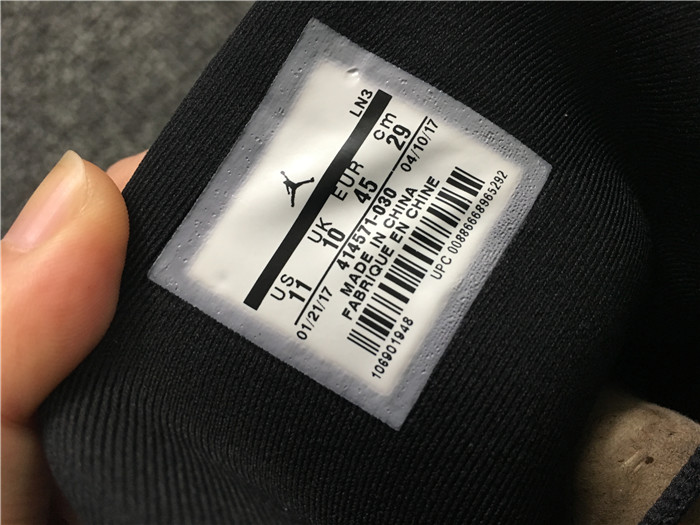 LN3
US UK EUR cm
11 10 45 29
01/21/17 414571-030 04/10/17
MADE IN CHINA
FABRIQUE EN CHINE
UPC 00886668965292
106901948